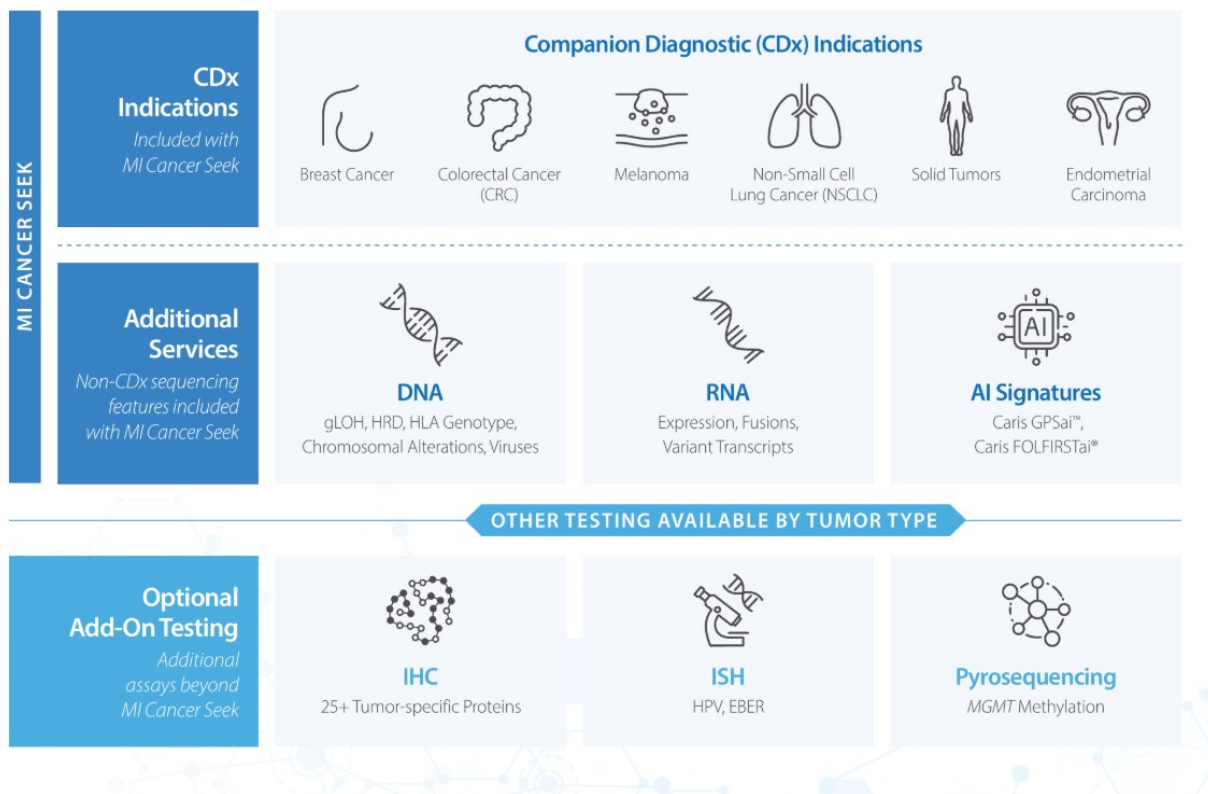 MI CANCER SEEK
CDx
Indications
Included with
MI Cancer Seek
Companion Diagnostic (CDx) Indications
Breast Cancer
Colorectal Cancer
(CRC)
Melanoma
Non-Small Cell
Lung Cancer (NSCLC)
Solid Tumors
Endometrial
Carcinoma
Additional
Services
Non-CDx sequencing
features included
with MI Cancer Seek
DNA
gLOH, HRD, HLA Genotype,
Chromosomal Alterations, Viruses
RNA
Expression, Fusions,
Variant Transcripts
AI
AI Signatures
Caris GPSai™,
Caris FOLFIRSTai®
OTHER TESTING AVAILABLE BY TUMOR TYPE
Optional
Add-On Testing
Additional
assays beyond
MI Cancer Seek
IHC
25+ Tumor-specific Proteins
ISH
HPV, EBER
Pyrosequencing
MGMT Methylation